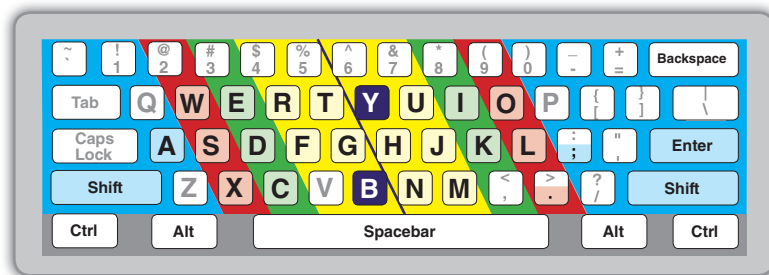 ~ ` ! 1 @ 2 # 3 $ 4 % 5 ^ 6 & 7 * 8 ( 9 ) 0 _ - + = Backspace
Tab Q W E R T Y U I O P { [ } ] | \
Caps Lock A S D F G H J K L : ; " , Enter
Shift Z X C V B N M < , > . ? / Shift
Ctrl Alt Spacebar Alt Ctrl